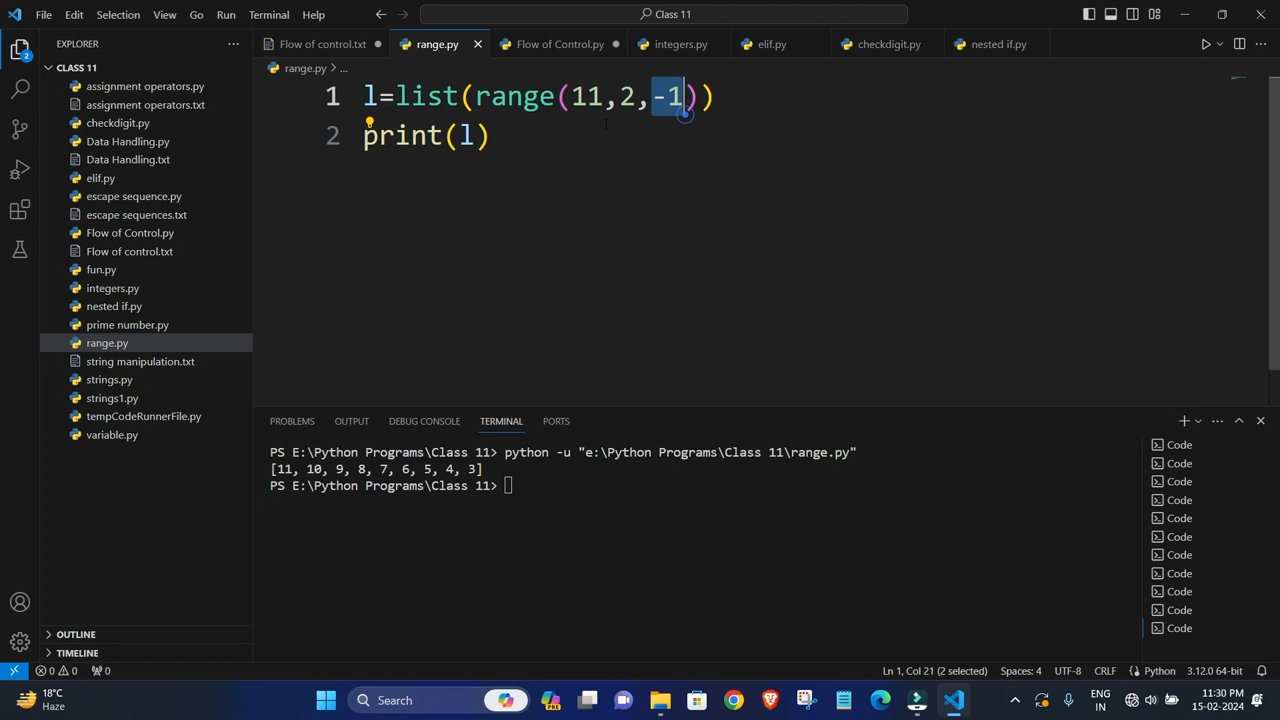 File Edit Selection View Go Run Terminal Help
Class 11
EXPLORER
CLASS 11
assignment operators.py
assignment operators.txt
checkdigit.py
Data Handling.py
Data Handling.txt
elif.py
escape sequence.py
escape sequences.txt
Flow of Control.py
Flow of control.txt
fun.py
integers.py
nested if.py
prime number.py
range.py
string manipulation.txt
strings.py
strings1.py
tempCodeRunnerFile.py
variable.py
OUTLINE
TIMELINE
2
Flow of control.txt range.py Flow of Control.py integers.py elif.py checkdigit.py nested if.py
range.py > ...
1 l=list(range(11,2,-1))
2 print(l)
PROBLEMS OUTPUT DEBUG CONSOLE TERMINAL PORTS
PS E:\Python Programs\Class 11> python -u "e:\Python Programs\Class 11\range.py"
[11, 10, 9, 8, 7, 6, 5, 4, 3]
PS E:\Python Programs\Class 11>
Code
Code
Code
Code
Code
Code
Code
Code
Code
Code
Code
0 0 0 Ln 1, Col 21 (2 selected) Spaces: 4 UTF-8 CRLF Python 3.12.0 64-bit
18°C
Haze
Search
PRE
ENG
IN
11:30 PM
15-02-2024